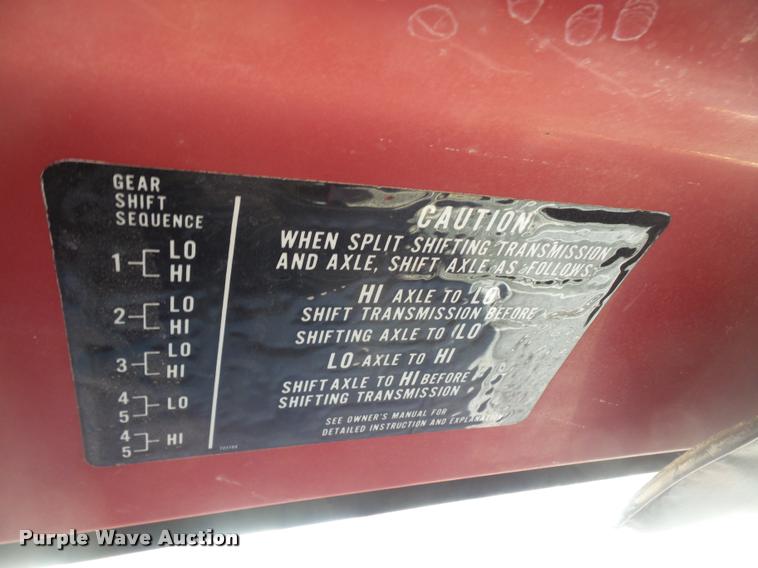 GEAR
SHIFT
SEQUENCE
1 LO
HI
2 LO
HI
3 LO
HI
4
5 LO
4
5 HI
CAUTION
WHEN SPLIT SHIFTING TRANSMISSION
AND AXLE, SHIFT AXLE AS FOLLOWS:
HI AXLE TO LO
SHIFT TRANSMISSION BEFORE
SHIFTING AXLE TO LO
LO AXLE TO HI
SHIFT AXLE TO HI BEFORE
SHIFTING TRANSMISSION
SEE OWNER'S MANUAL FOR
DETAILED INSTRUCTION AND EXPLANATION
Purple Wave Auction